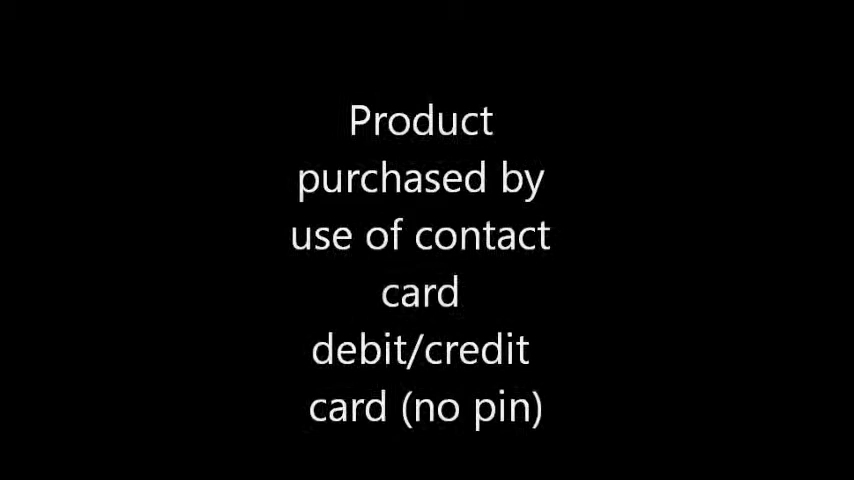 Product
purchased by
use of contact
card
debit/credit
card (no pin)